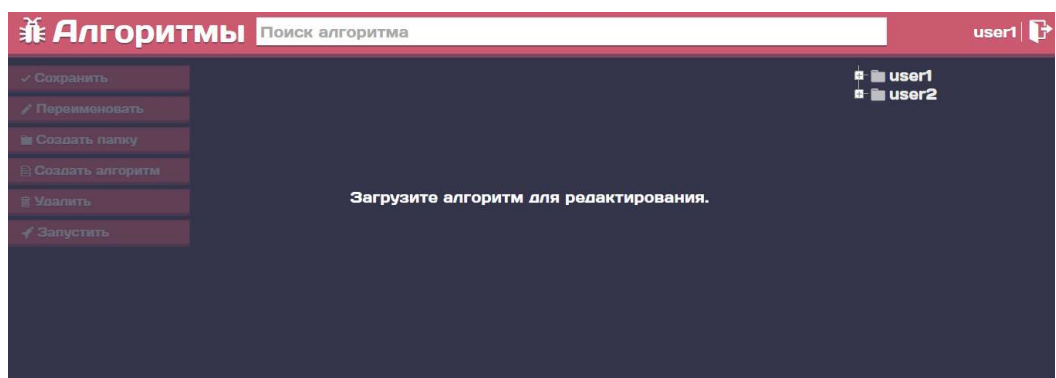 Алгоритмы Поиск алгоритма user1
Сохранить
Переименовать
Создать папку
Создать алгоритм
Удалить
Запустить
Загрузите алгоритм для редактирования.
user1
user2